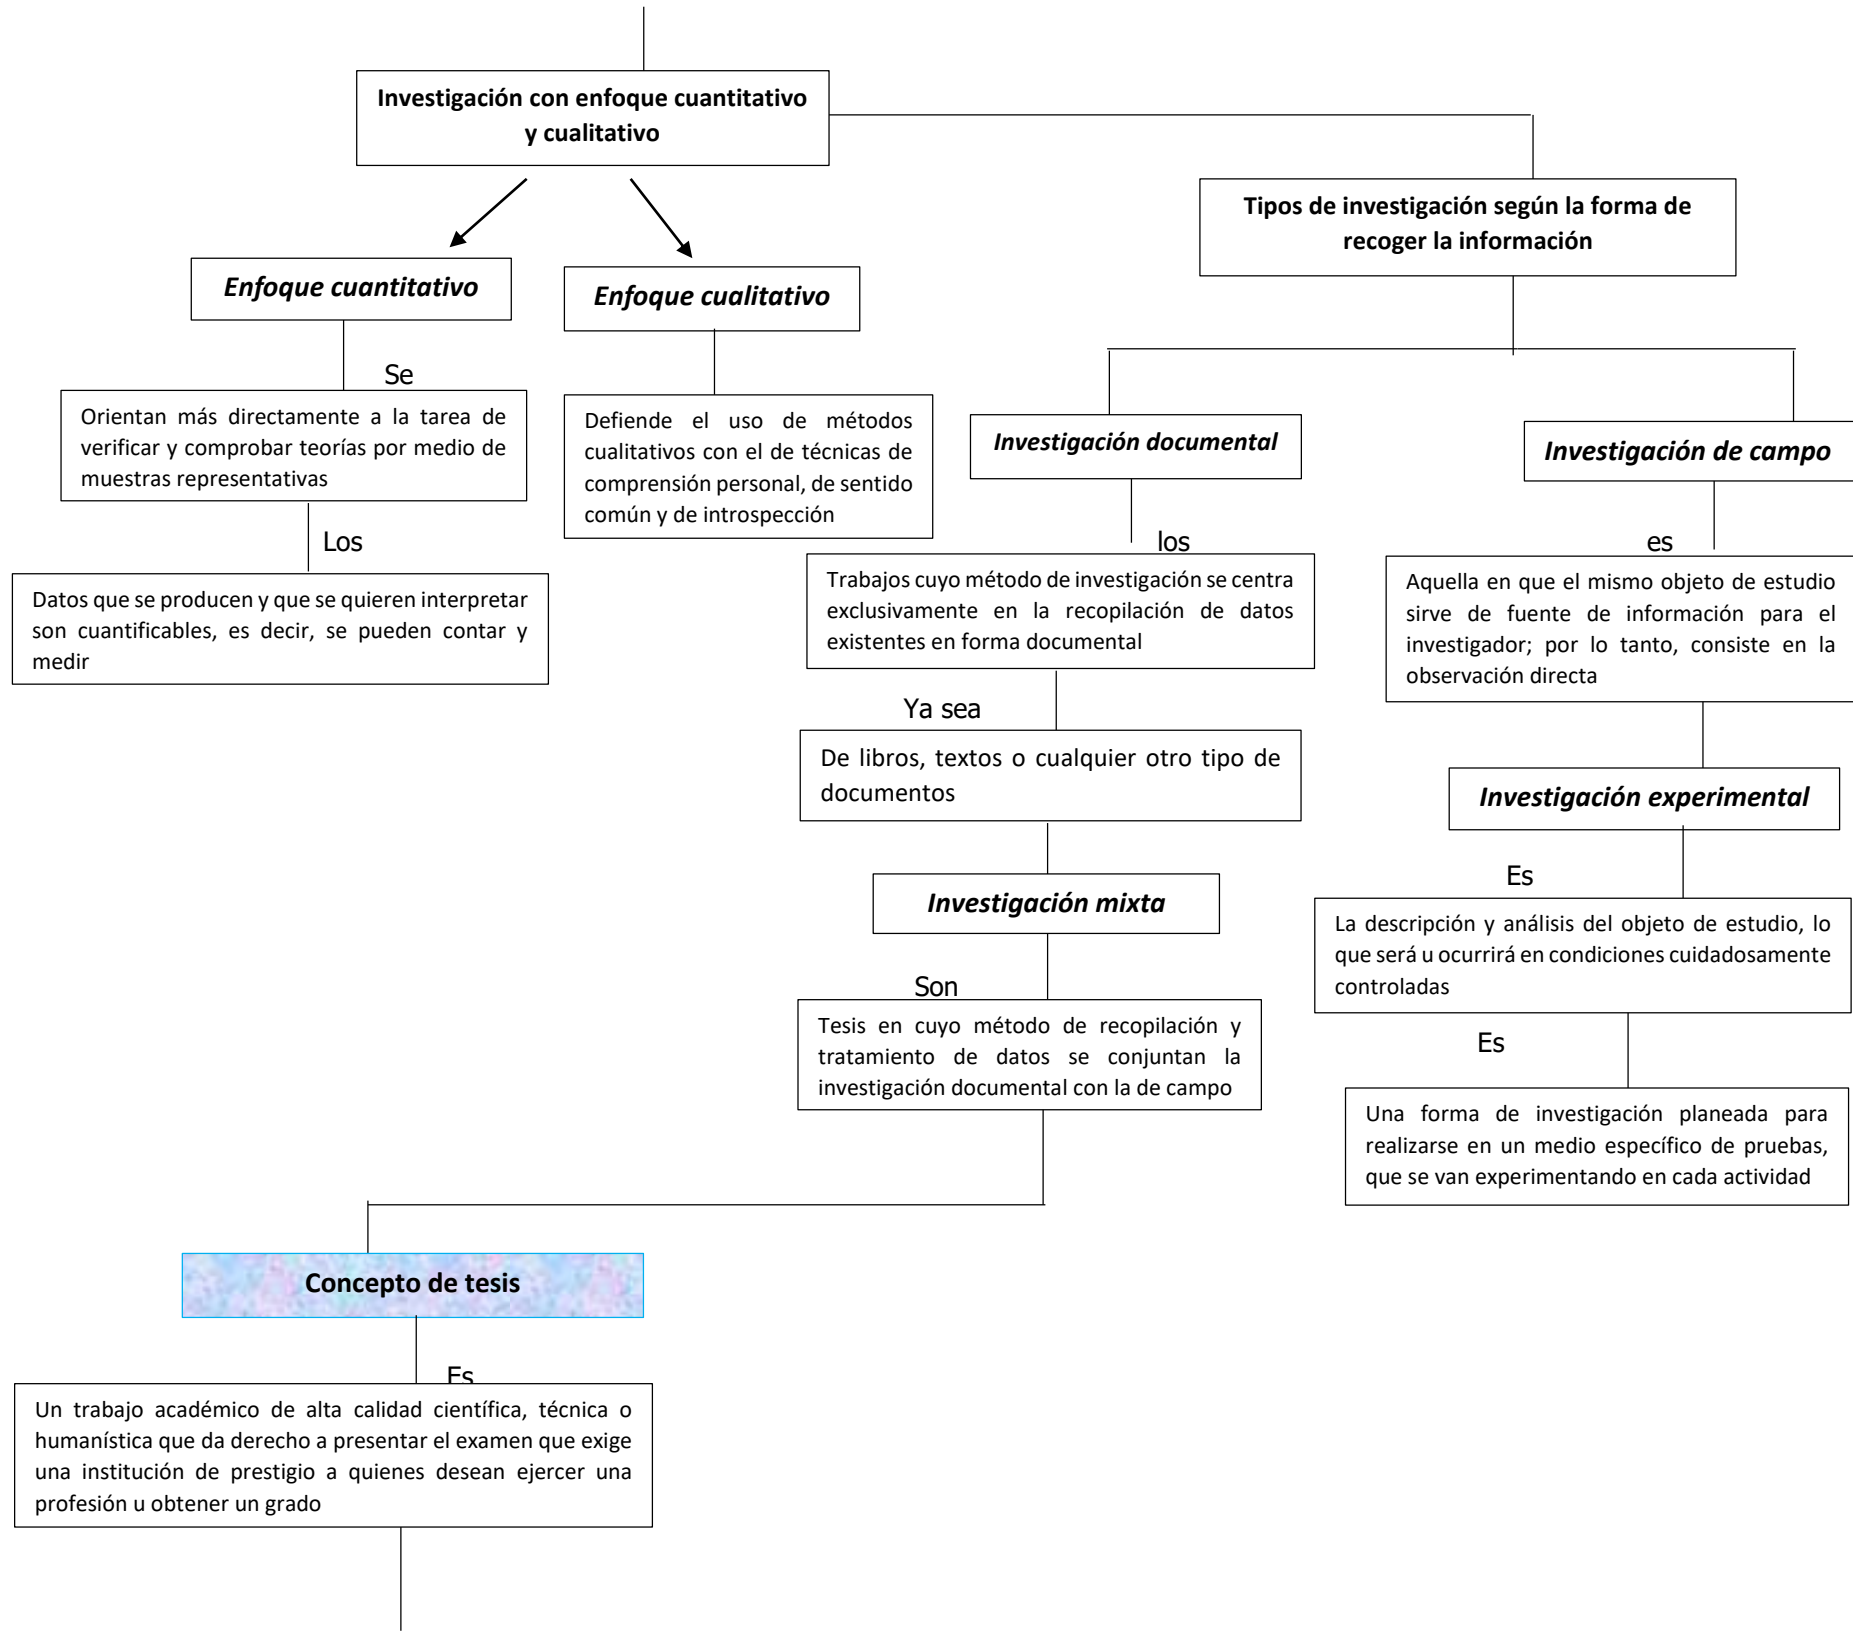 Investigación con enfoque cuantitativo
y cualitativo
Tipos de investigación según la forma de
recoger la información
Enfoque cuantitativo
Enfoque cualitativo
Se
Orientan más directamente a la tarea de
verificar y comprobar teorías por medio de
muestras representativas
Los
Datos que se producen y que se quieren interpretar
son cuantificables, es decir, se pueden contar y
medir
Defiende el uso de métodos
cualitativos con el de técnicas de
comprensión personal, de sentido
común y de introspección
Investigación documental
los
Trabajos cuyo método de investigación se centra
exclusivamente en la recopilación de datos
existentes en forma documental
Ya sea
De libros, textos o cualquier otro tipo de
documentos
Investigación mixta
Son
Tesis en cuyo método de recopilación y
tratamiento de datos se conjuntan la
investigación documental con la de campo
Investigación de campo
es
Aquella en que el mismo objeto de estudio
sirve de fuente de información para el
investigador; por lo tanto, consiste en la
observación directa
Investigación experimental
Es
La descripción y análisis del objeto de estudio, lo
que será u ocurrirá en condiciones cuidadosamente
controladas
Es
Una forma de investigación planeada para
realizarse en un medio específico de pruebas,
que se van experimentando en cada actividad
Concepto de tesis
Es
Un trabajo académico de alta calidad científica, técnica o
humanística que da derecho a presentar el examen que exige
una institución de prestigio a quienes desean ejercer una
profesión u obtener un grado